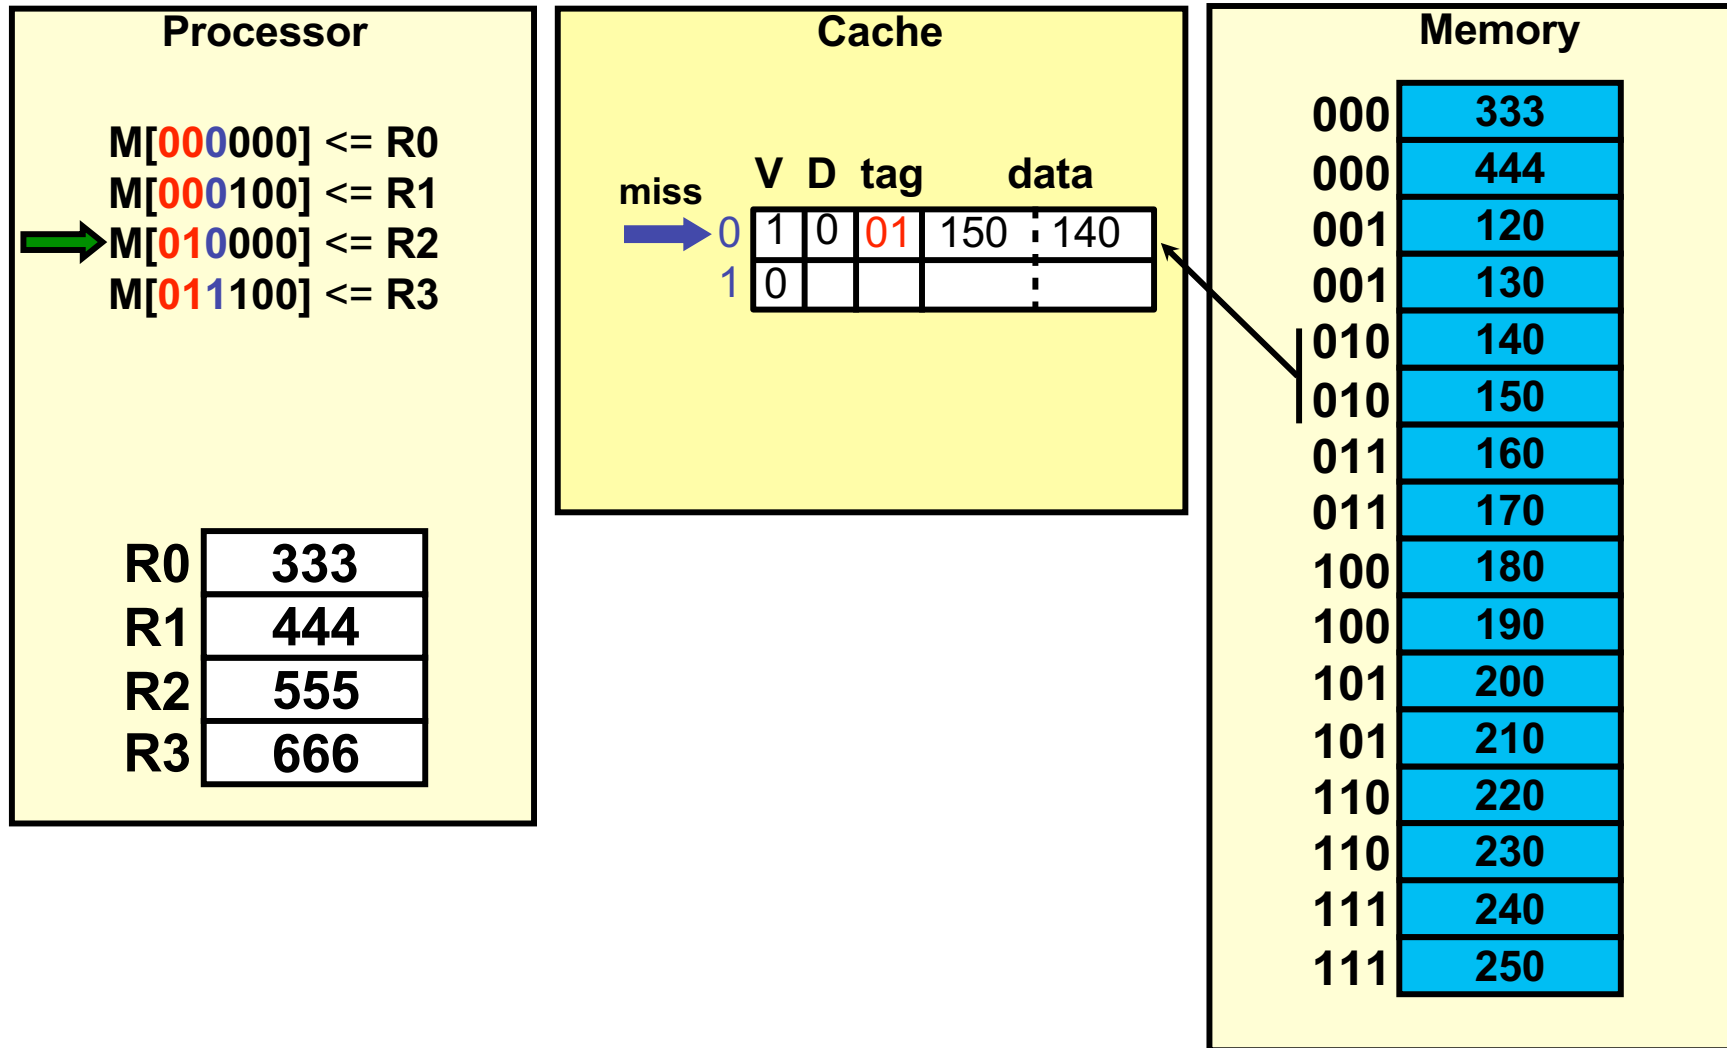 Processor
M[000000] <= R0
M[000100] <= R1
M[010000] <= R2
M[011100] <= R3
R0 333
R1 444
R2 555
R3 666
Cache
miss
V D tag data
0 1 0 01 150 140
1 0
Memory
000 333
000 444
001 120
001 130
010 140
010 150
011 160
011 170
100 180
100 190
101 200
101 210
110 220
110 230
111 240
111 250